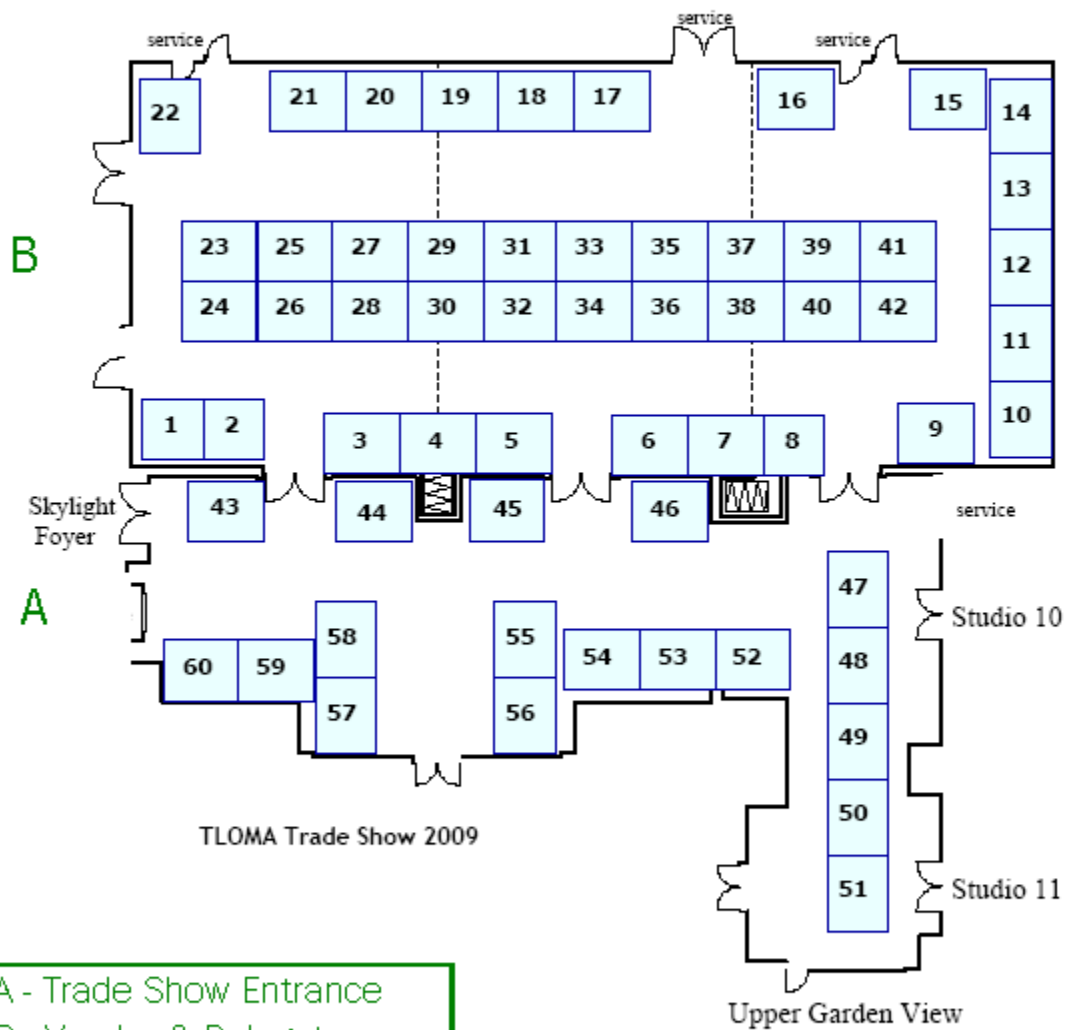 service
service
service
22
21 20 19 18 17
16
15
14
13
12
11
10
B
23 25 27 29 31 33 35 37 39 41
24 26 28 30 32 34 36 38 40 42
1 2
3 4 5
6 7 8
9
Skylight
Foyer
43
44
45
46
service
A
47
48
49
50
51
Studio 10
Studio 11
60 59
58
57
55
56
54 53 52
TLOMA Trade Show 2009
A - Trade Show Entrance
Upper Garden View